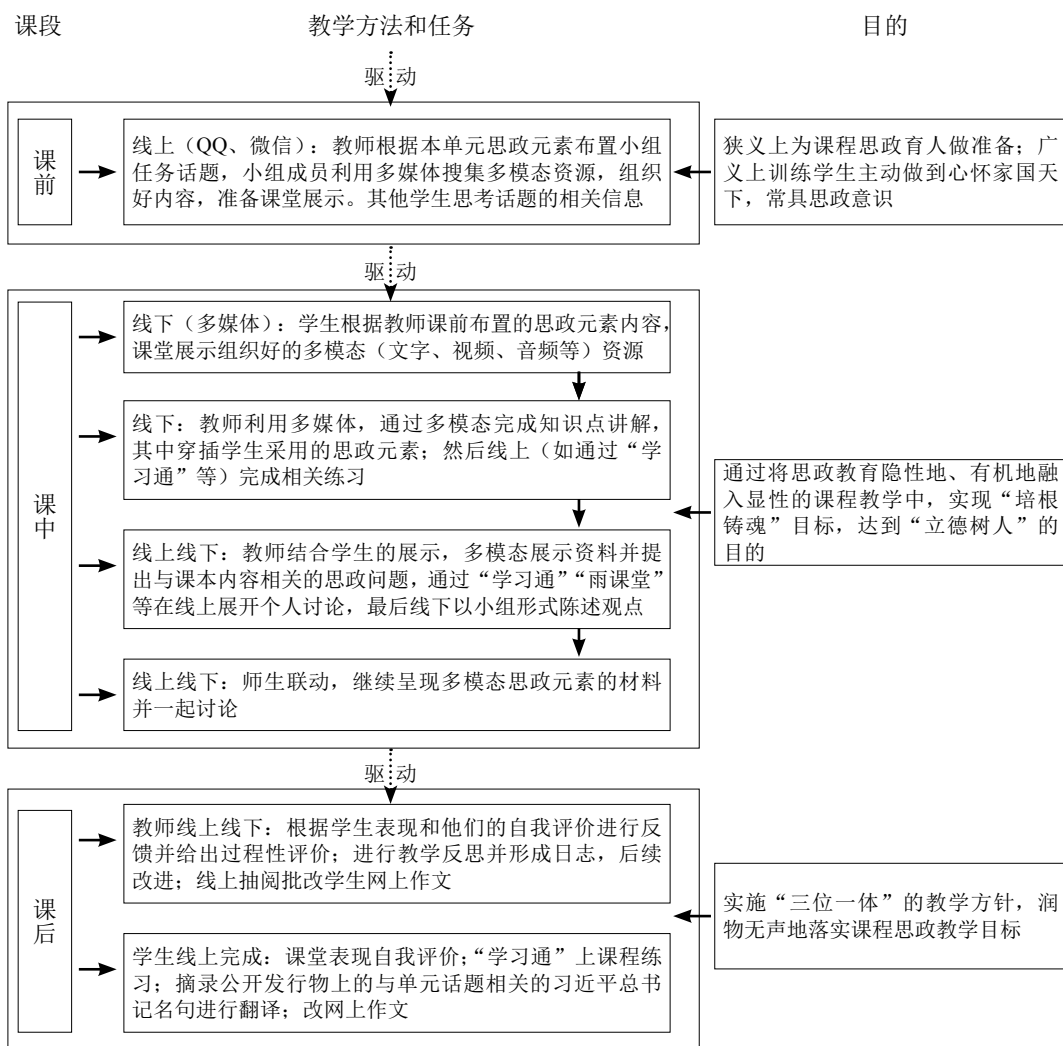 课段 教学方法和任务 目的
驱 动
课前
线上（QQ、微信）：教师根据本单元思政元素布置小组
任务话题，小组成员利用多媒体搜集多模态资源，组织
好内容，准备课堂展示。其他学生思考话题的相关信息
狭义上为课程思政育人做准备；广
义上训练学生主动做到心怀家国天
下，常具思政意识
驱 动
课中
线下（多媒体）：学生根据教师课前布置的思政元素内容，
课堂展示组织好的多模态（文字、视频、音频等）资源
线下：教师利用多媒体，通过多模态完成知识点讲解，
其中穿插学生采用的思政元素；然后线上（如通过“学
习通”等）完成相关练习
线上线下：教师结合学生的展示，多模态展示资料并提
出与课本内容相关的思政问题，通过“学习通”“雨课堂”
等在线上展开个人讨论，最后线下以小组形式陈述观点
线上线下：师生联动，继续呈现多模态思政元素的材料
并一起讨论
通过将思政教育隐性地、有机地融
入显性的课程教学中，实现“培根
铸魂”目标，达到“立德树人”的
目的
驱 动
课后
教师线上线下：根据学生表现和他们的自我评价进行反
馈并给出过程性评价；进行教学反思并形成日志，后续
改进；线上抽阅批改学生网上作文
学生线上完成：课堂表现自我评价；“学习通”上课程练
习；摘录公开发行物上的与单元话题相关的习近平总书
记名句进行翻译；改网上作文
实施“三位一体”的教学方针，润
物无声地落实课程思政教学目标